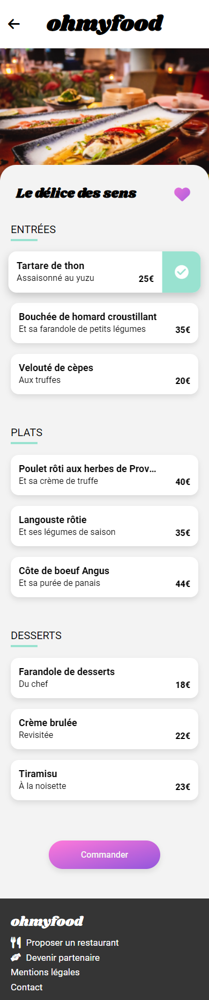 ohmyfood
Le délice des sens
ENTRÉES
Tartare de thon
Assaisonné au yuzu 25€
Bouchée de homard croustillant
Et sa farandole de petits légumes 35€
Velouté de cèpes
Aux truffes 20€
PLATS
Poulet rôti aux herbes de Prov...
Et sa crème de truffe 40€
Langouste rôtie
Et ses légumes de saison 35€
Côte de boeuf Angus
Et sa purée de panais 44€
DESSERTS
Farandole de desserts
Du chef 18€
Crème brulée
Revisitée 22€
Tiramisu
À la noisette 23€
Commander
ohmyfood
Proposer un restaurant
Devenir partenaire
Mentions légales
Contact